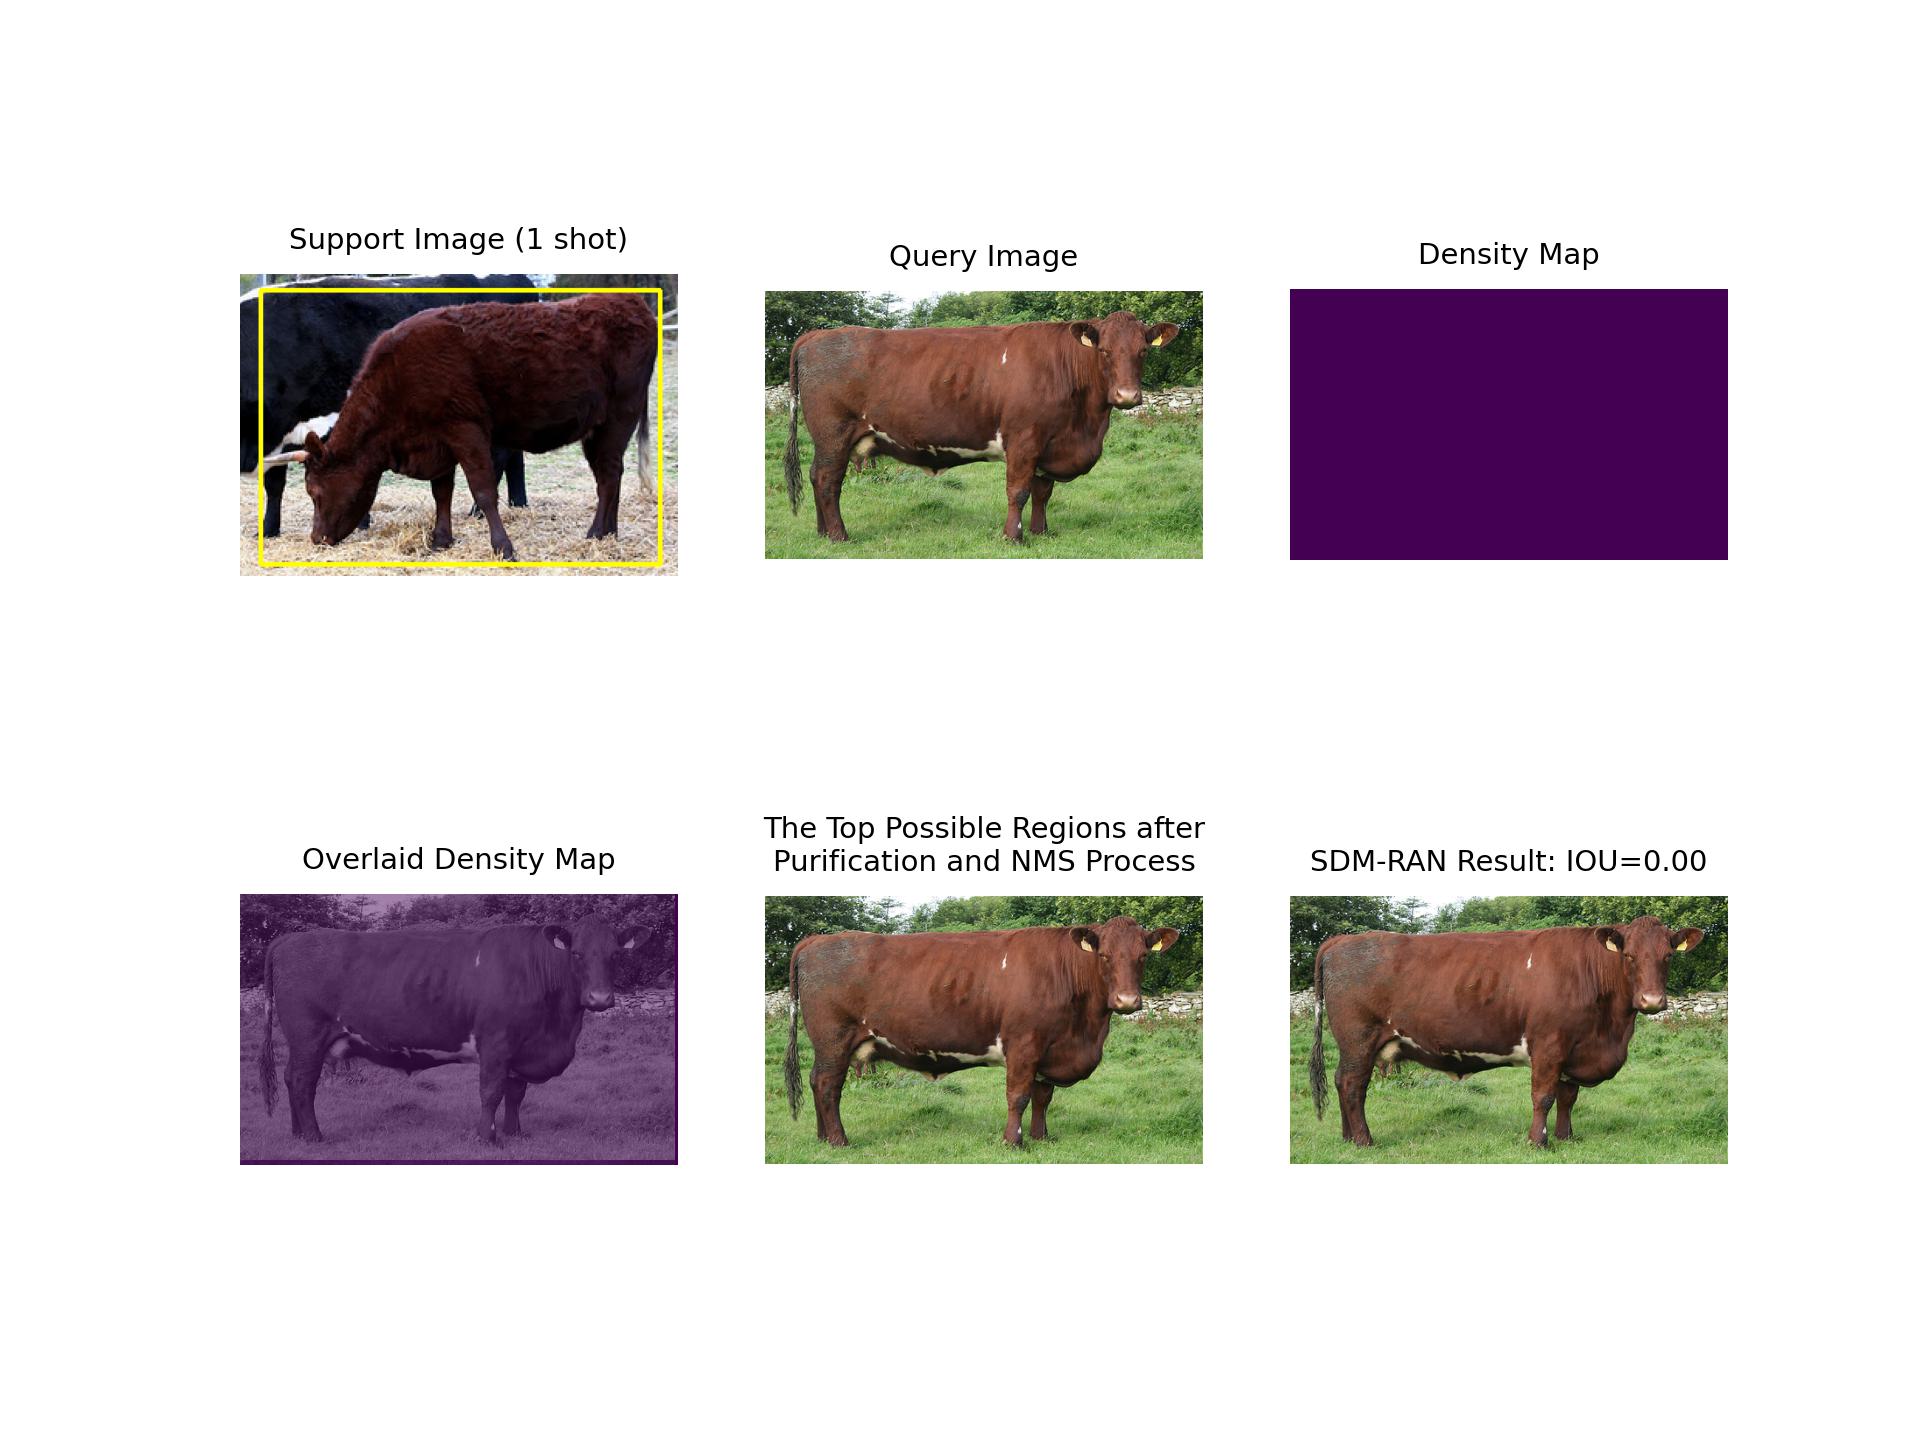 Support Image (1 shot)
Query Image
Density Map
Overlaid Density Map
The Top Possible Regions after
Purification and NMS Process
SDM-RAN Result: IOU=0.00